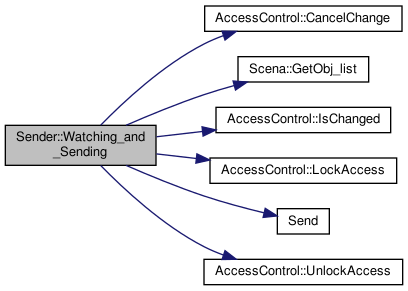 AccessControl::CancelChange
Scena::GetObj_list
AccessControl::IsChanged
Sender::Watching_and
_Sending
AccessControl::LockAccess
Send
AccessControl::UnlockAccess